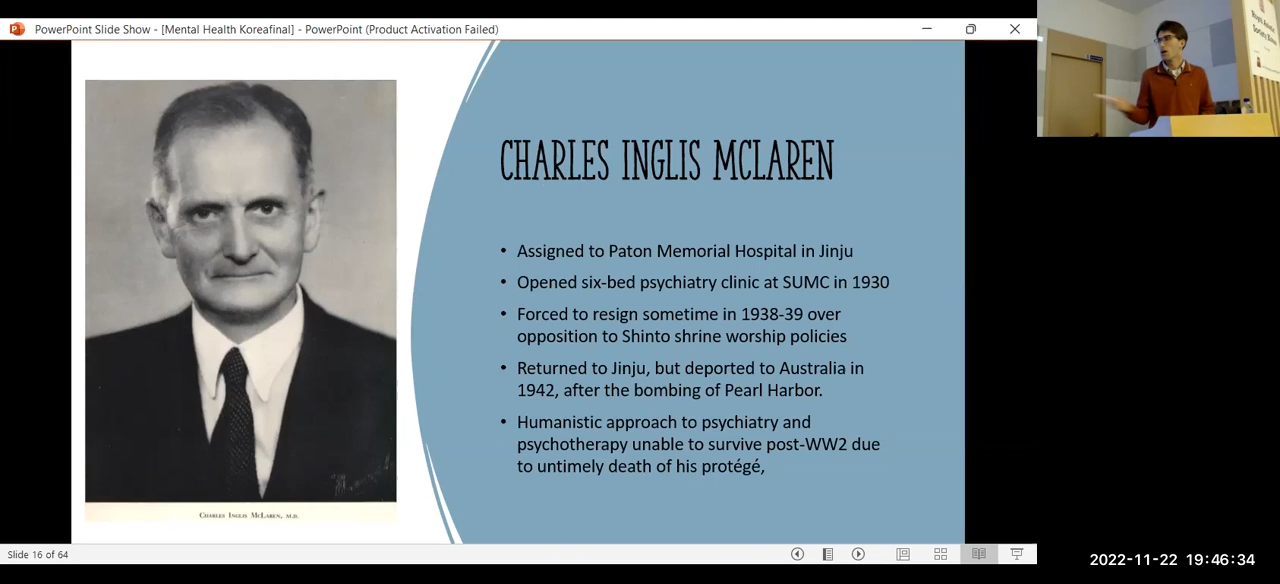 PowerPoint Slide Show - [Mental Health Koreafinal] - PowerPoint (Product Activation Failed)
CHARLES INGLIS MCLAREN
• Assigned to Paton Memorial Hospital in Jinju
• Opened six-bed psychiatry clinic at SUMC in 1930
• Forced to resign sometime in 1938-39 over
opposition to Shinto shrine worship policies
• Returned to Jinju, but deported to Australia in
1942, after the bombing of Pearl Harbor.
• Humanistic approach to psychiatry and
psychotherapy unable to survive post-WW2 due
to untimely death of his protégé,
CHARLES INGLIS MCLAREN, M.D.
Slide 16 of 64
2022-11-22 19:46:34